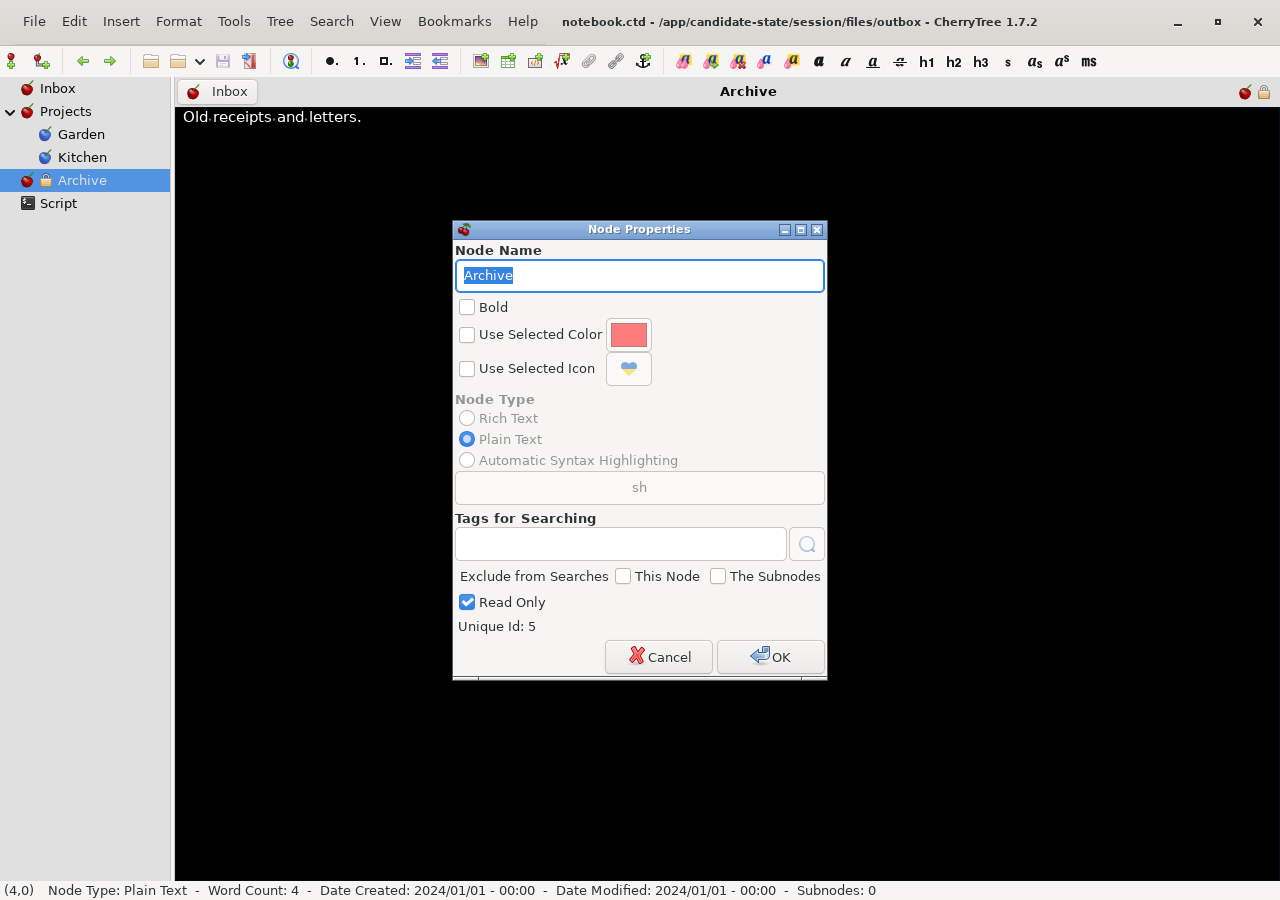 File Edit Insert Format Tools Tree Search View Bookmarks Help notebook.ctd - /app/candidate-state/session/files/outbox - CherryTree 1.7.2
1. a a a a a a a a h1 h2 h3 s as as ms
Inbox
Projects
Garden
Kitchen
Archive
Script
Inbox Archive
Old receipts and letters.
Node Properties
Node Name
Archive
Bold
Use Selected Color
Use Selected Icon
Node Type
Rich Text
Plain Text
Automatic Syntax Highlighting
sh
Tags for Searching
Exclude from Searches This Node The Subnodes
Read Only
Unique Id: 5
Cancel OK
(4,0) Node Type: Plain Text - Word Count: 4 - Date Created: 2024/01/01 - 00:00 - Date Modified: 2024/01/01 - 00:00 - Subnodes: 0